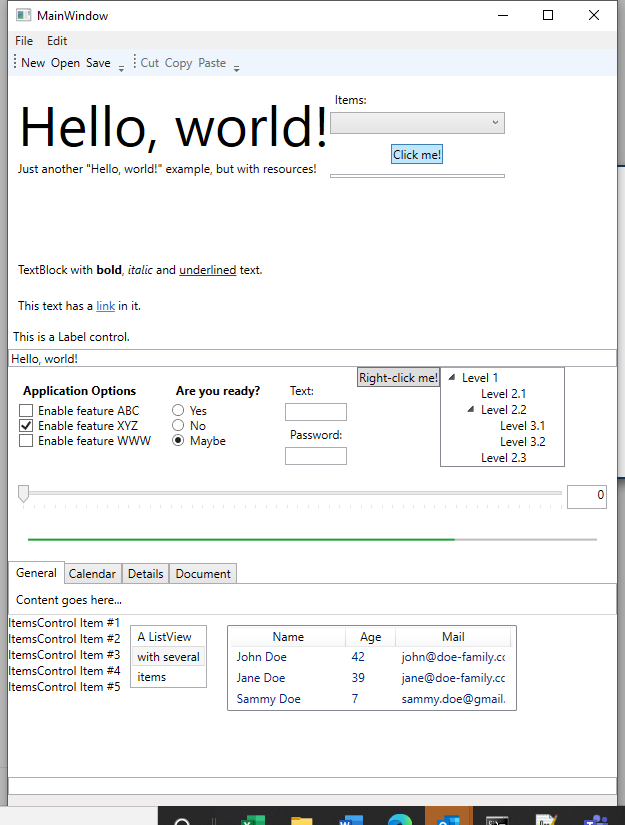 MainWindow
File Edit
New Open Save Cut Copy Paste
Items:
Hello, world!
Click me!
Just another "Hello, world!" example, but with resources!
TextBlock with bold, italic and underlined text.
This text has a link in it.
This is a Label control.
Hello, world!
Right-click me!
Application Options
Enable feature ABC
Enable feature XYZ
Enable feature WWW
Are you ready?
Yes
No
Maybe
Text:
Password:
Level 1
Level 2.1
Level 2.2
Level 3.1
Level 3.2
Level 2.3
0
General Calendar Details Document
Content goes here...
ItemsControl Item #1
ItemsControl Item #2
ItemsControl Item #3
ItemsControl Item #4
ItemsControl Item #5
A ListView
with several
items
Name Age Mail
John Doe 42 john@doe-family.cc
Jane Doe 39 jane@doe-family.cc
Sammy Doe 7 sammy.doe@gmail.